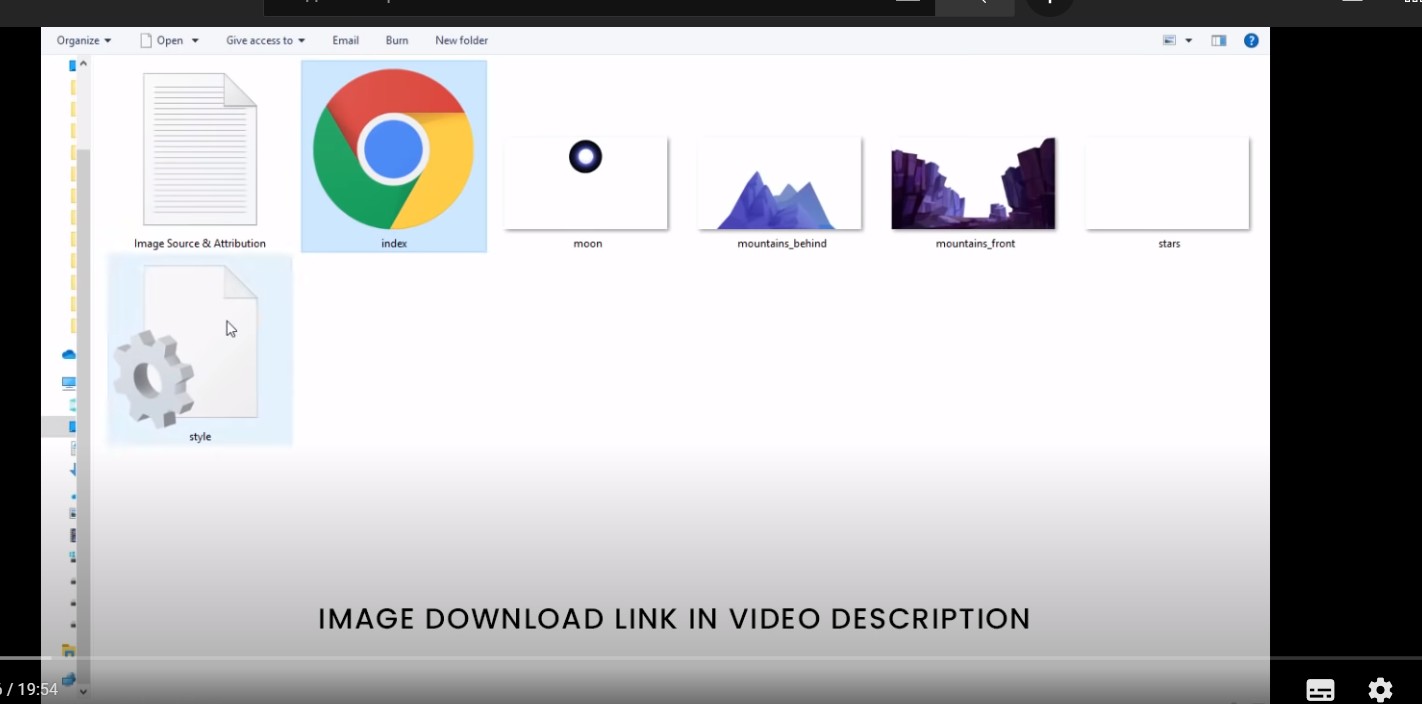 Organize Open Give access to Email Burn New folder
Image Source & Attribution index moon mountains_behind mountains_front stars
style
IMAGE DOWNLOAD LINK IN VIDEO DESCRIPTION
/ 19:54